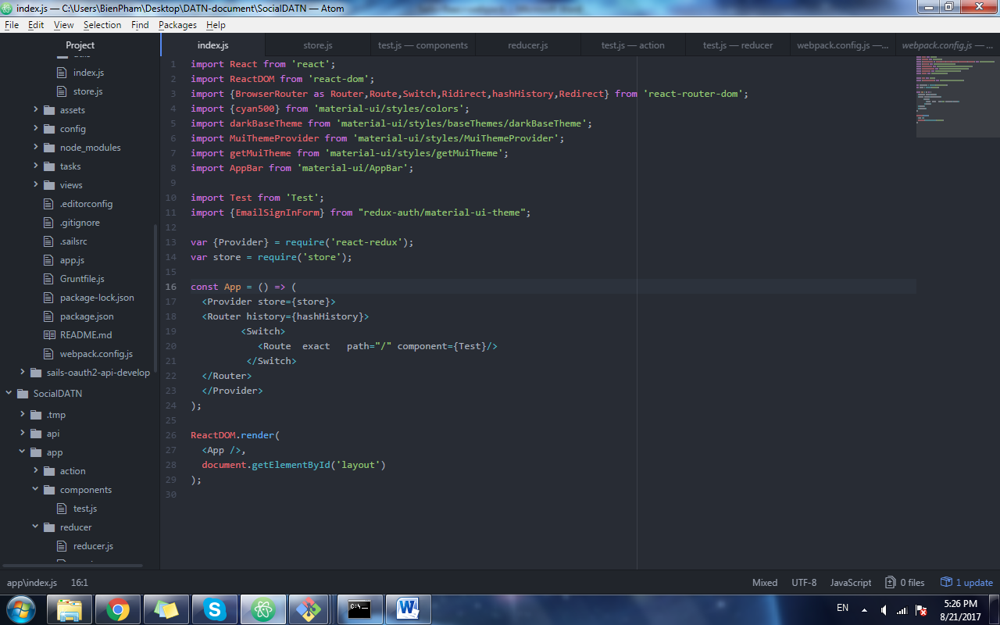 index.js — C:\Users\BienPham\Desktop\DATN-document\SocialDATN — Atom
File Edit View Selection Find Packages Help
Project
index.js
store.js
assets
config
node_modules
tasks
views
.editorconfig
.gitignore
.sailsrc
app.js
Gruntfile.js
package-lock.json
package.json
README.md
webpack.config.js
sails-oauth2-api-develop
SocialDATN
.tmp
api
app
action
components
test.js
reducer
reducer.js
index.js store.js test.js — components reducer.js test.js — action test.js — reducer webpack.config.js —... webpack.config.js — ...
1 import React from 'react';
2 import ReactDOM from 'react-dom';
3 import {BrowserRouter as Router,Route,Switch,Ridirect,hashHistory,Redirect} from 'react-router-dom';
4 import {cyan500} from 'material-ui/styles/colors';
5 import darkBaseTheme from 'material-ui/styles/baseThemes/darkBaseTheme';
6 import MuiThemeProvider from 'material-ui/styles/MuiThemeProvider';
7 import getMuiTheme from 'material-ui/styles/getMuiTheme';
8 import AppBar from 'material-ui/AppBar';
9
10 import Test from 'Test';
11 import {EmailSignInForm} from "redux-auth/material-ui-theme";
12
13 var {Provider} = require('react-redux');
14 var store = require('store');
15
16 const App = () => (
17 <Provider store={store}>
18 <Router history={hashHistory}>
19 <Switch>
20 <Route exact path="/" component={Test}/>
21 </Switch>
22 </Router>
23 </Provider>
24 );
25
26 ReactDOM.render(
27 <App />,
28 document.getElementById('layout')
29 );
30
app\index.js 16:1 Mixed UTF-8 JavaScript 0 files 1 update
EN 5:26 PM
8/21/2017